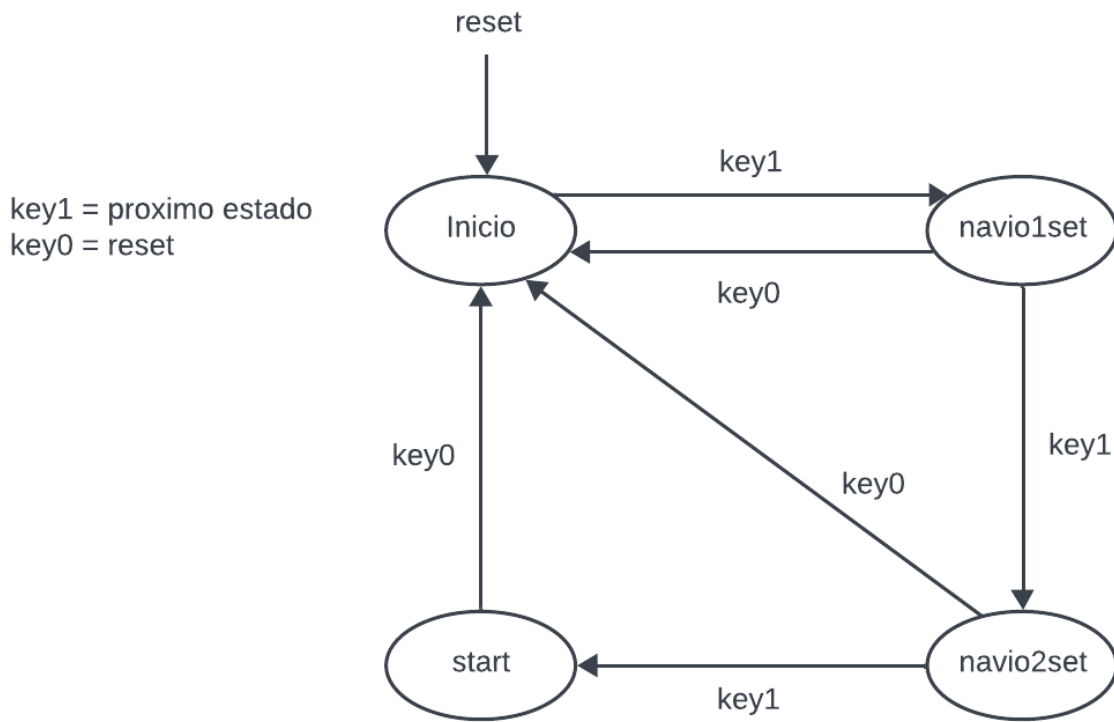 reset
key1 = proximo estado
key0 = reset
Inicio
key1
navio1set
key0
key0
key0
key1
start
key1
navio2set